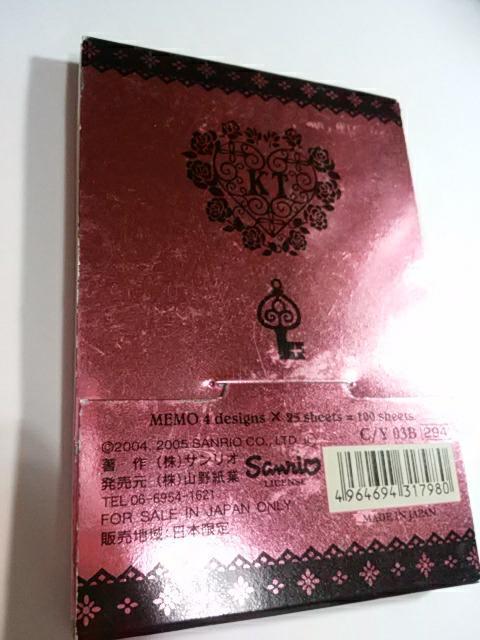 KT
MEMO 4 designs × 25 sheets = 100 sheets
C/Y 03B 294
©2004, 2005 SANRIO CO., LTD.
著 作 (株)サンリオ
発売元 (株)山野紙業
Sanrio
LICENSE
TEL 06-6954-1621
FOR SALE IN JAPAN ONLY
販売地域:日本限定
4964694317980
MADE IN JAPAN